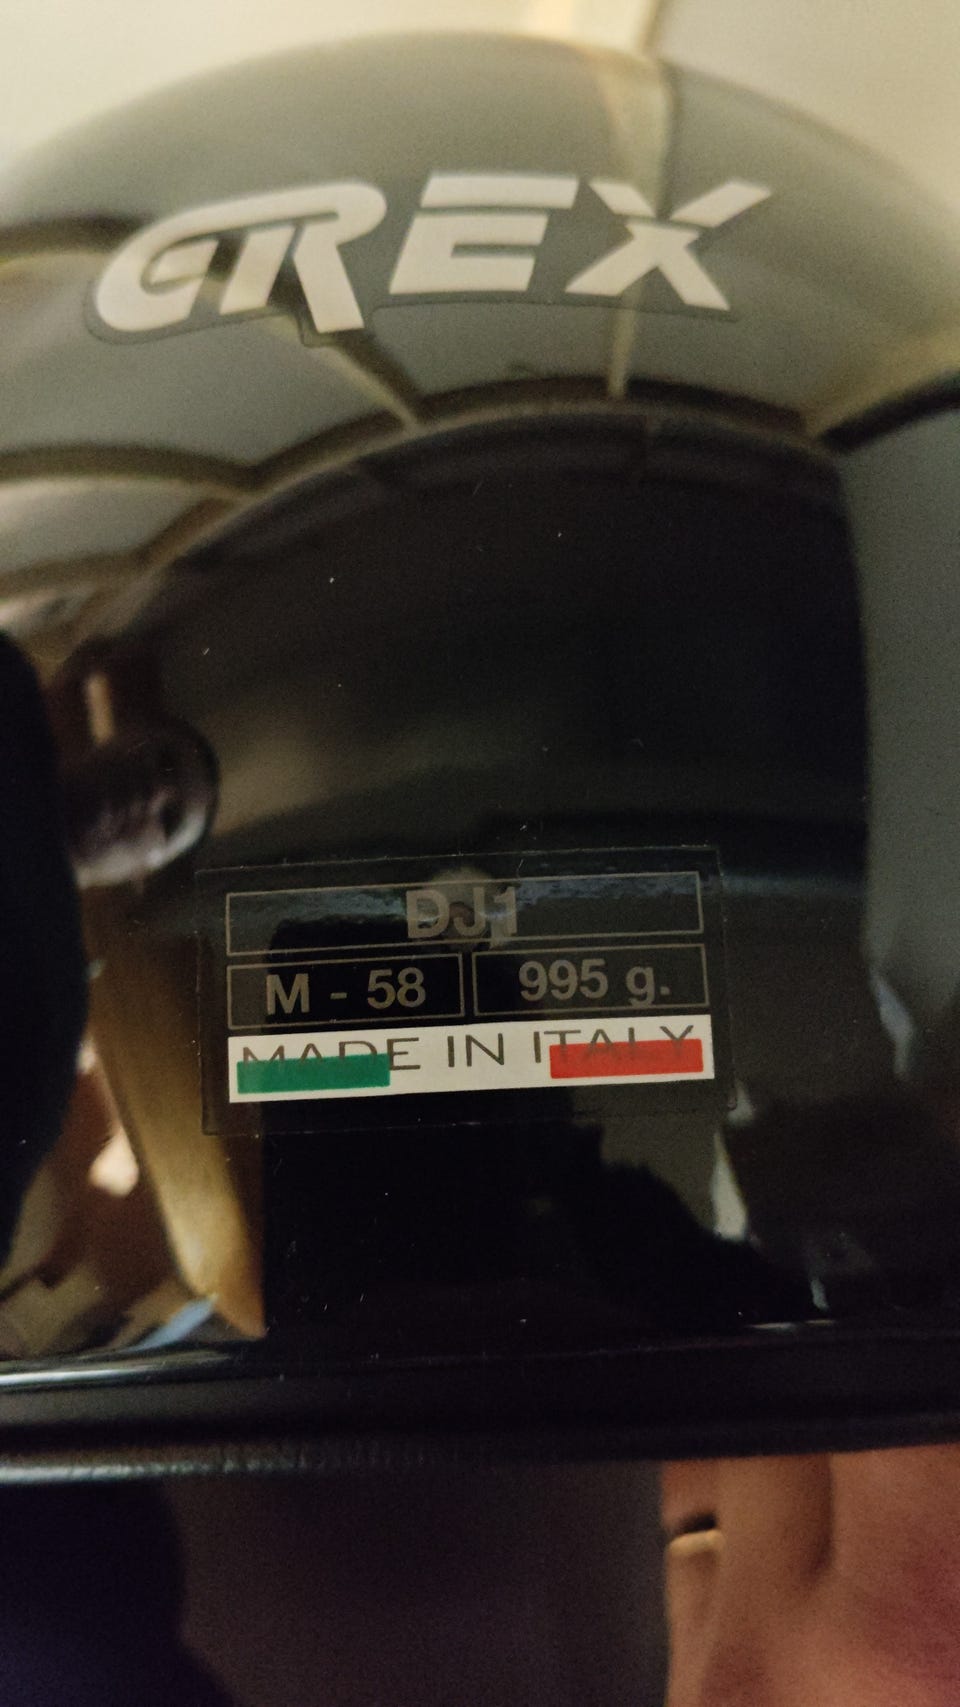 GREX
DJ1
M - 58
995 g.
MADE IN ITALY